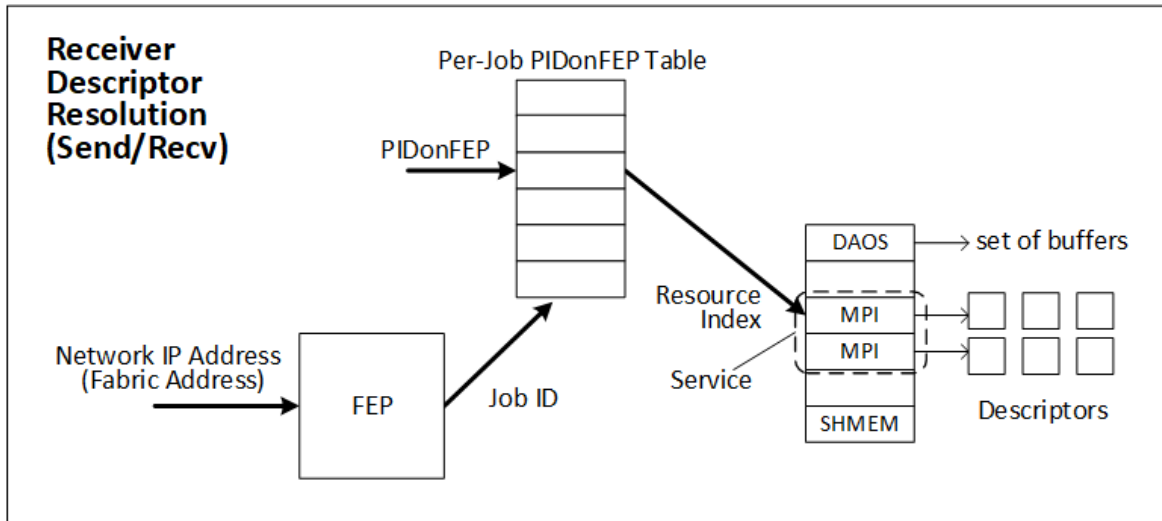 Receiver
Descriptor
Resolution
(Send/Recv)
Per-Job PIDonFEP Table
PIDonFEP
DAOS
set of buffers
Resource
Index
MPI
MPI
Service
Network IP Address
(Fabric Address)
FEP
Job ID
Descriptors
SHMEM